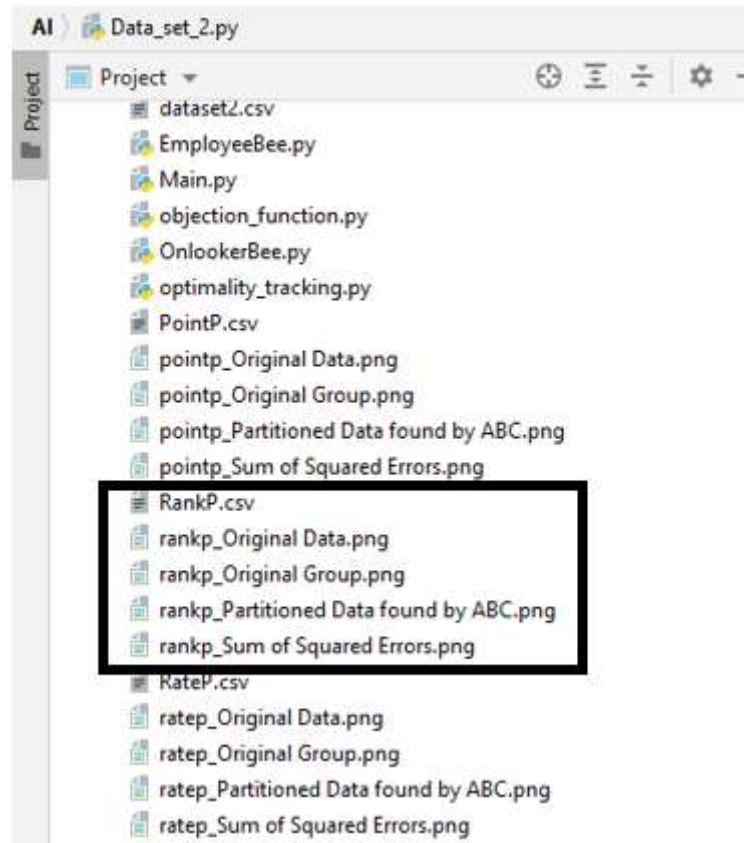 AI Data_set_2.py
Project
Project
dataset2.csv
EmployeeBee.py
Main.py
objection_function.py
OnlookerBee.py
optimality_tracking.py
PointP.csv
pointp_Original Data.png
pointp_Original Group.png
pointp_Partitioned Data found by ABC.png
pointp_Sum of Squared Errors.png
RankP.csv
rankp_Original Data.png
rankp_Original Group.png
rankp_Partitioned Data found by ABC.png
rankp_Sum of Squared Errors.png
RateP.csv
ratep_Original Data.png
ratep_Original Group.png
ratep_Partitioned Data found by ABC.png
ratep_Sum of Squared Errors.png